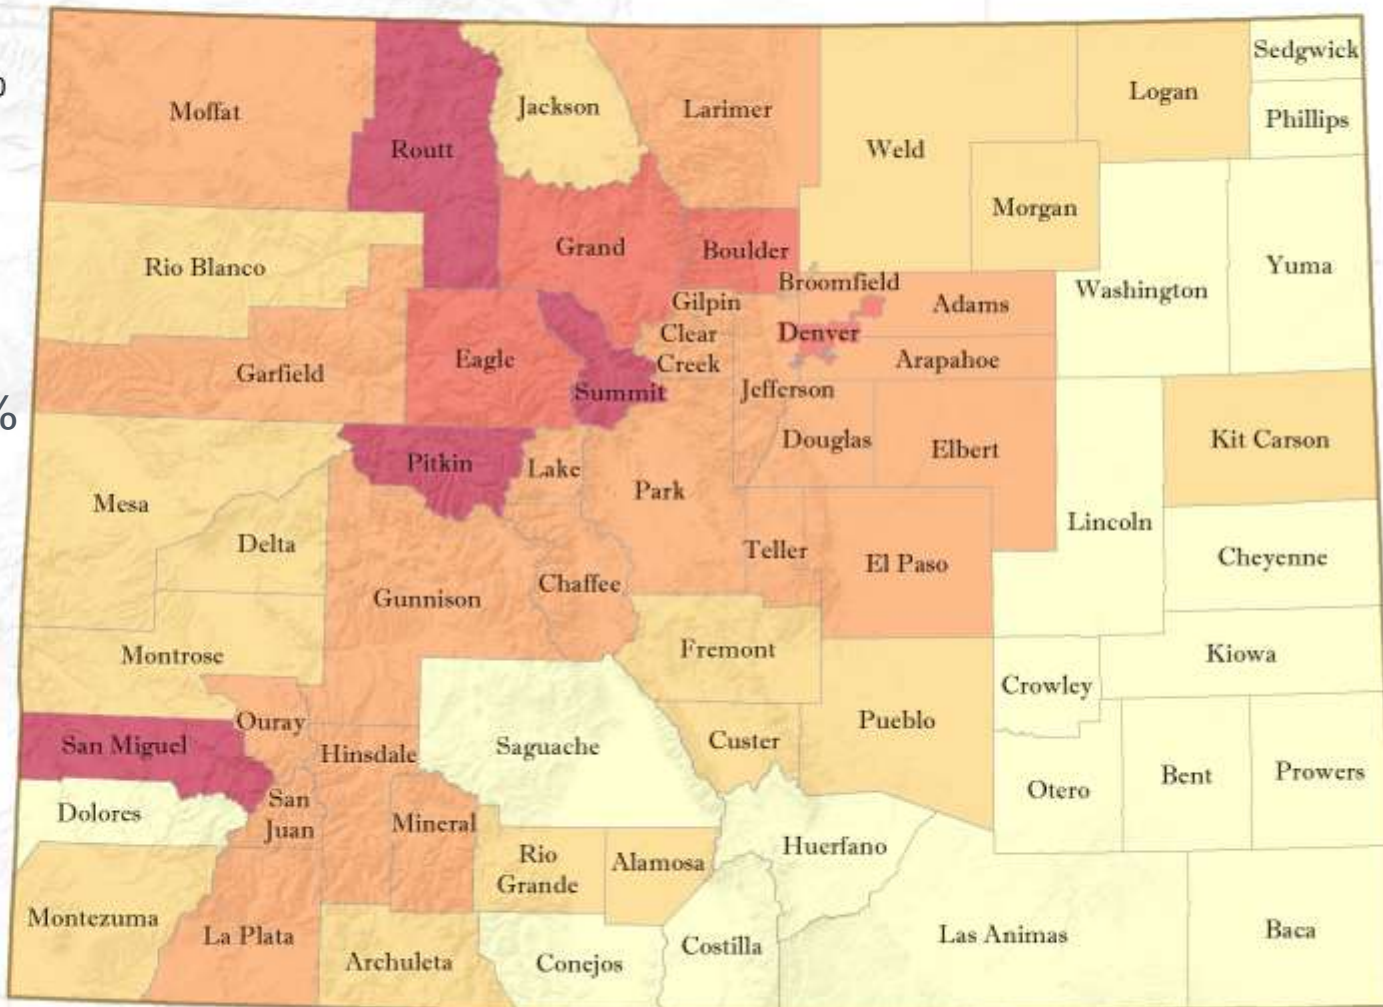 Sedgwick
Moffat
Jackson
Larimer
Logan
Phillips
Routt
Weld
Morgan
Grand
Boulder
Rio Blanco
Yuma
Broomfield
Washington
Gilpin
Adams
Clear
Creek
Denver
Eagle
Arapahoe
Garfield
Summit
Jefferson
%
Douglas
Kit Carson
Elbert
Pitkin
Lake
Park
Mesa
Lincoln
Delta
Teller
Cheyenne
El Paso
Chaffee
Gunnison
Fremont
Montrose
Kiowa
Crowley
Ouray
Pueblo
San Miguel
Hinsdale
Saguache
Custer
Prowers
Bent
Otero
Dolores
San
Juan
Mineral
Huerfano
Rio
Grande
Alamosa
Montezuma
La Plata
Las Animas
Baca
Costilla
Archuleta
Conejos